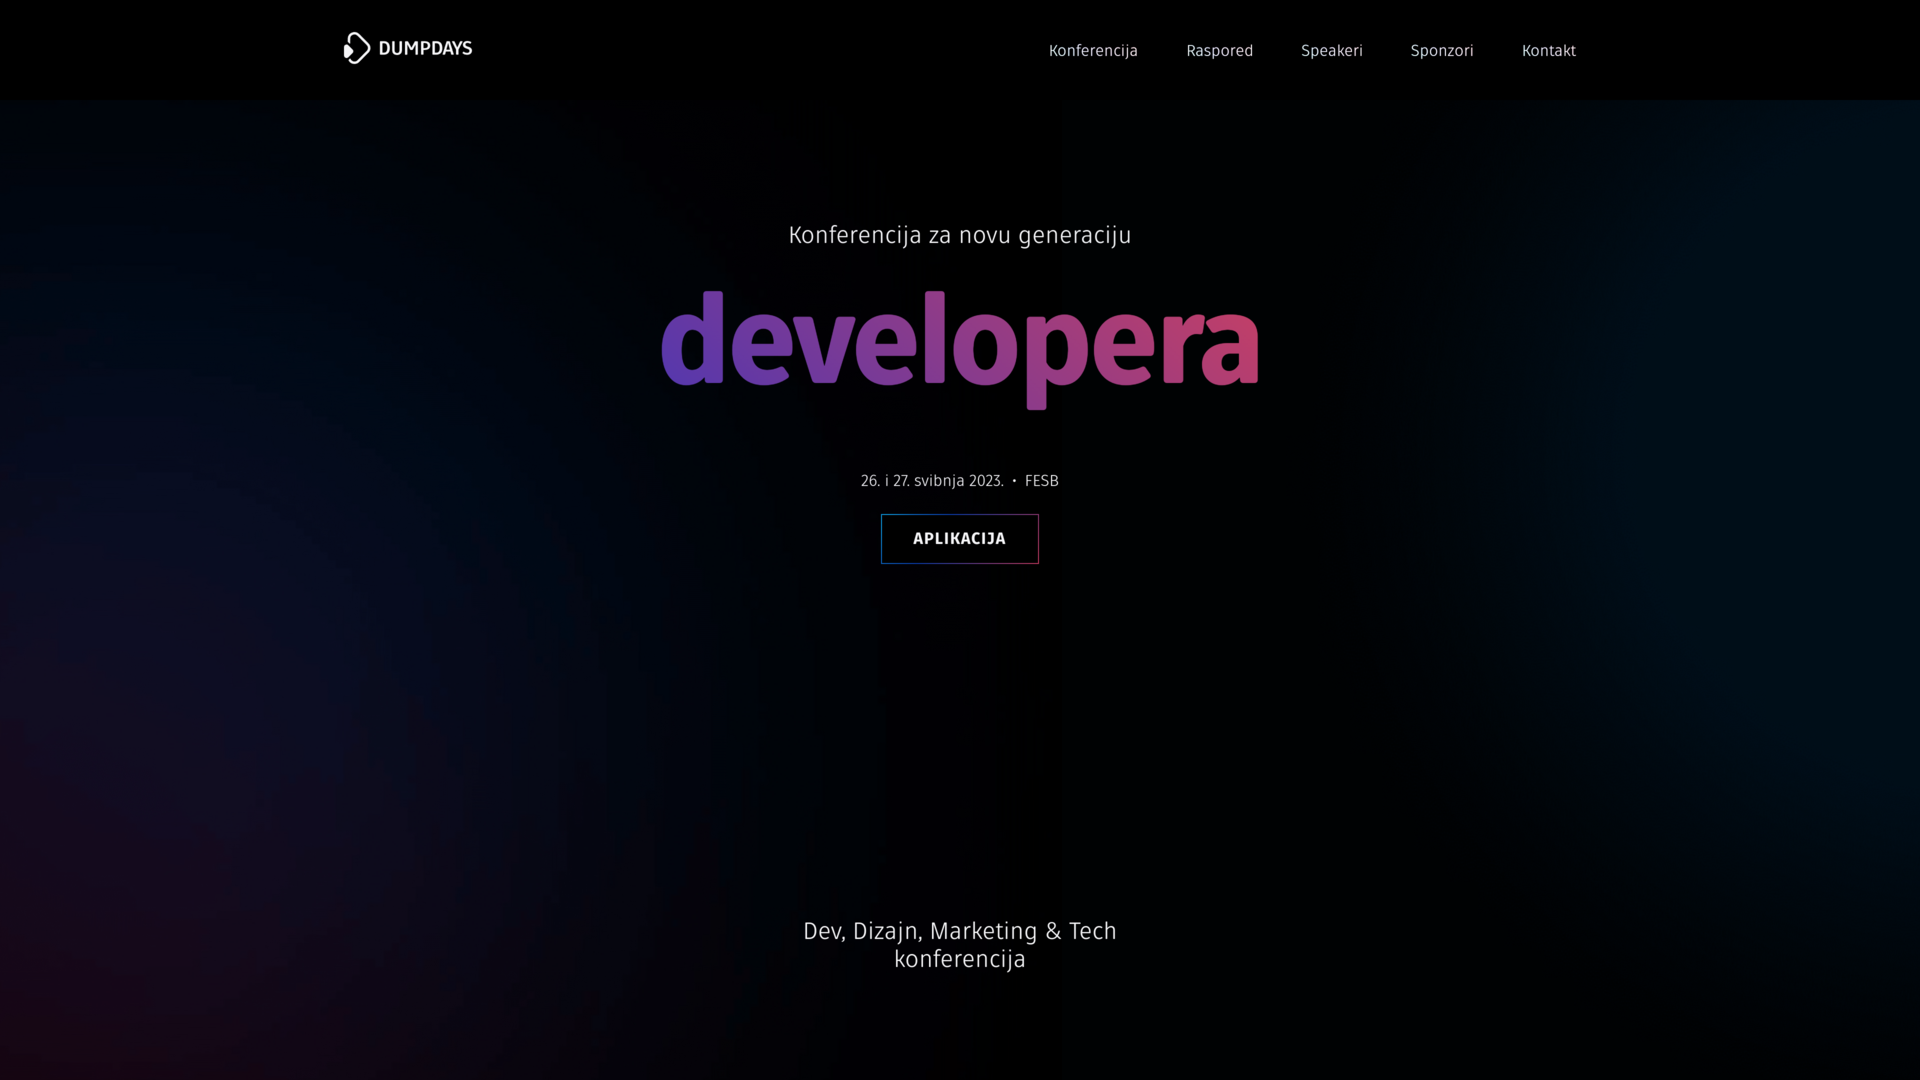 DUMPDAYS
Konferencija
Raspored
Speakeri
Sponzori
Kontakt
Konferencija za novu generaciju
developera
26. i 27. svibnja 2023. • FESB
APLIKACIJA
Dev, Dizajn, Marketing & Tech
konferencija